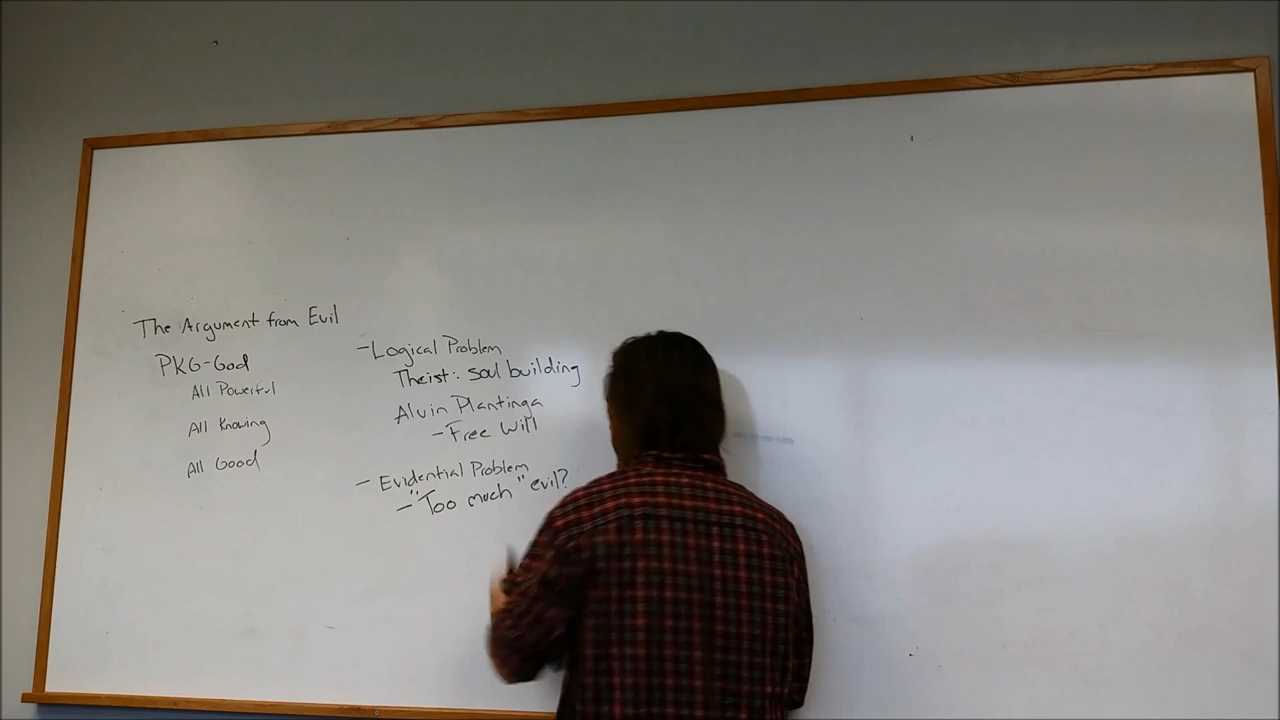 The Argument from Evil
PKG-God
All Powerful
All Knowing
All Good
- Logical Problem
Theist: Soul building
Alvin Plantinga
- Free Will
- Evidential Problem
- "Too much" evil?